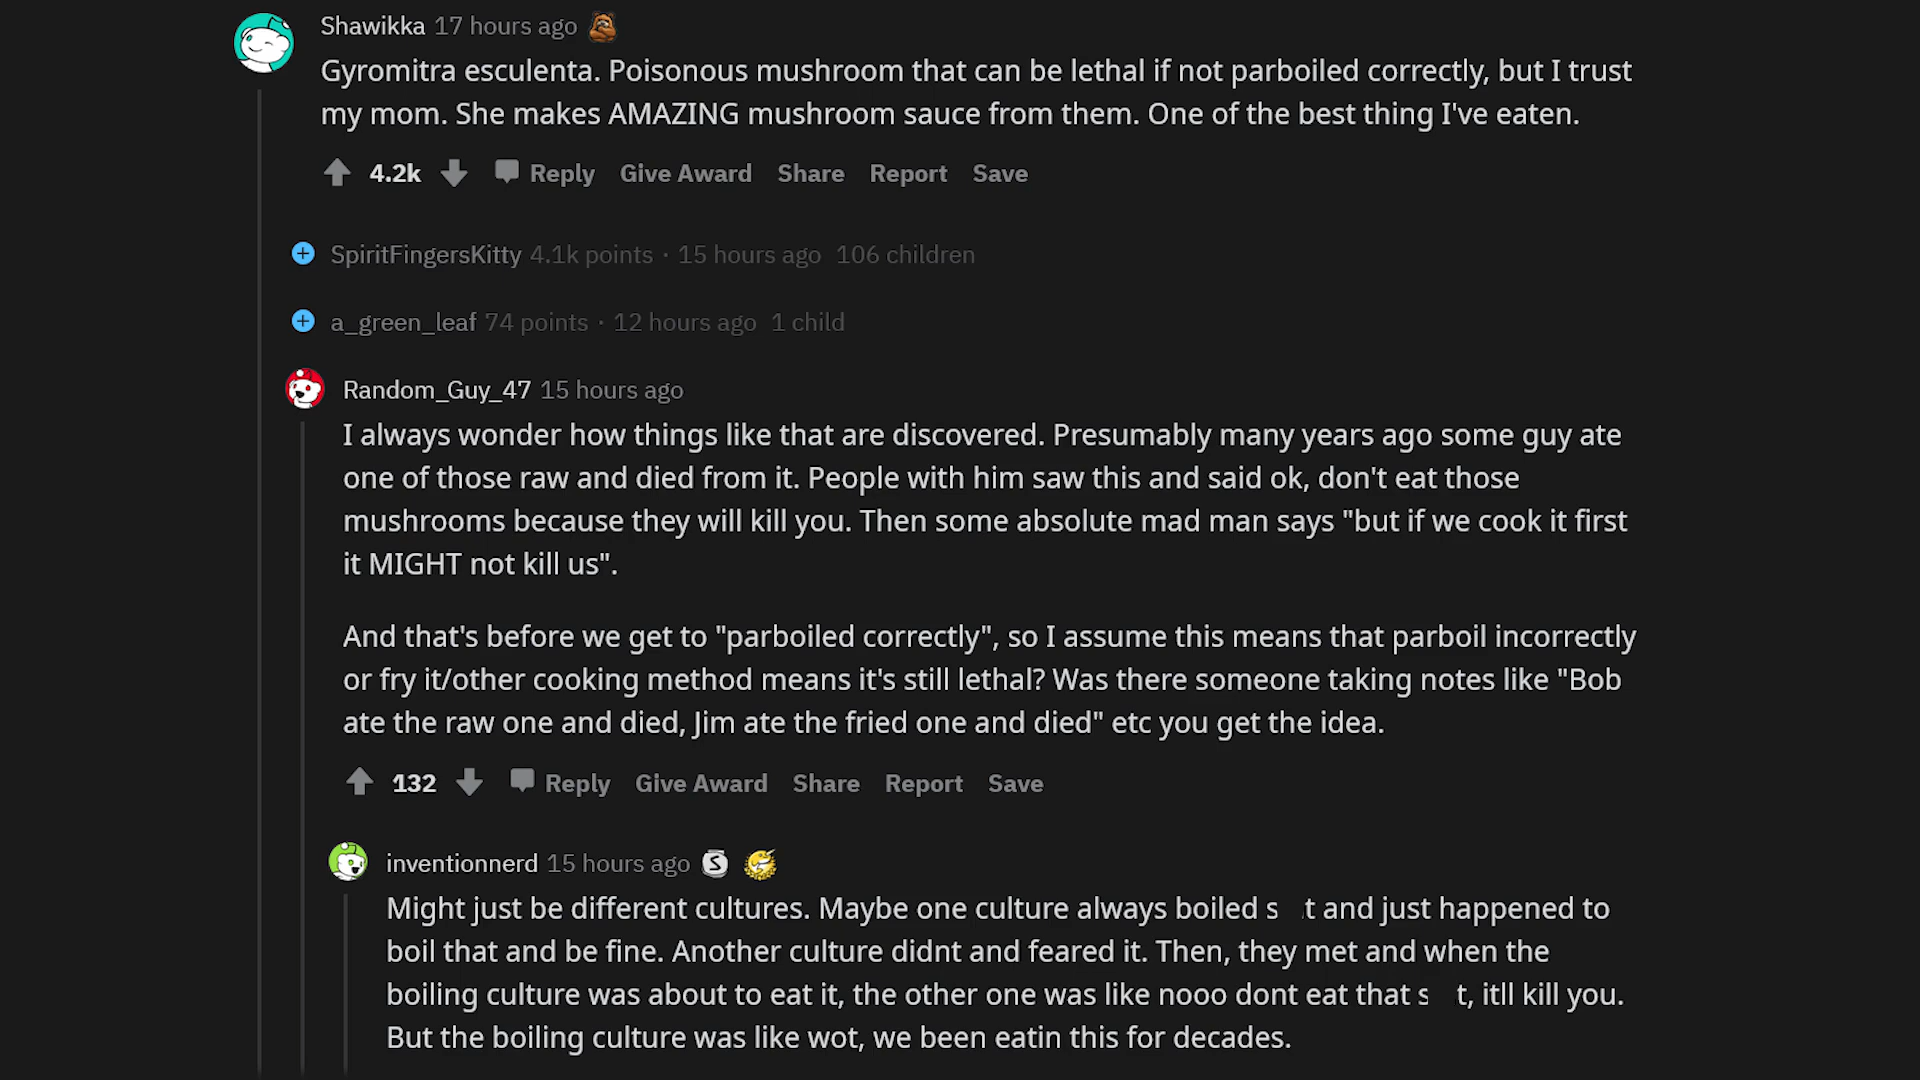 Shawikka 17 hours ago
Gyromitra esculenta. Poisonous mushroom that can be lethal if not parboiled correctly, but I trust
my mom. She makes AMAZING mushroom sauce from them. One of the best thing I've eaten.
4.2k Reply Give Award Share Report Save
SpiritFingersKitty 4.1k points · 15 hours ago 106 children
a_green_leaf 74 points · 12 hours ago 1 child
Random_Guy_47 15 hours ago
I always wonder how things like that are discovered. Presumably many years ago some guy ate
one of those raw and died from it. People with him saw this and said ok, don't eat those
mushrooms because they will kill you. Then some absolute mad man says "but if we cook it first
it MIGHT not kill us".
And that's before we get to "parboiled correctly", so I assume this means that parboil incorrectly
or fry it/other cooking method means it's still lethal? Was there someone taking notes like "Bob
ate the raw one and died, Jim ate the fried one and died" etc you get the idea.
132 Reply Give Award Share Report Save
inventionnerd 15 hours ago S
Might just be different cultures. Maybe one culture always boiled s t and just happened to
boil that and be fine. Another culture didnt and feared it. Then, they met and when the
boiling culture was about to eat it, the other one was like nooo dont eat that s t, itll kill you.
But the boiling culture was like wot, we been eatin this for decades.